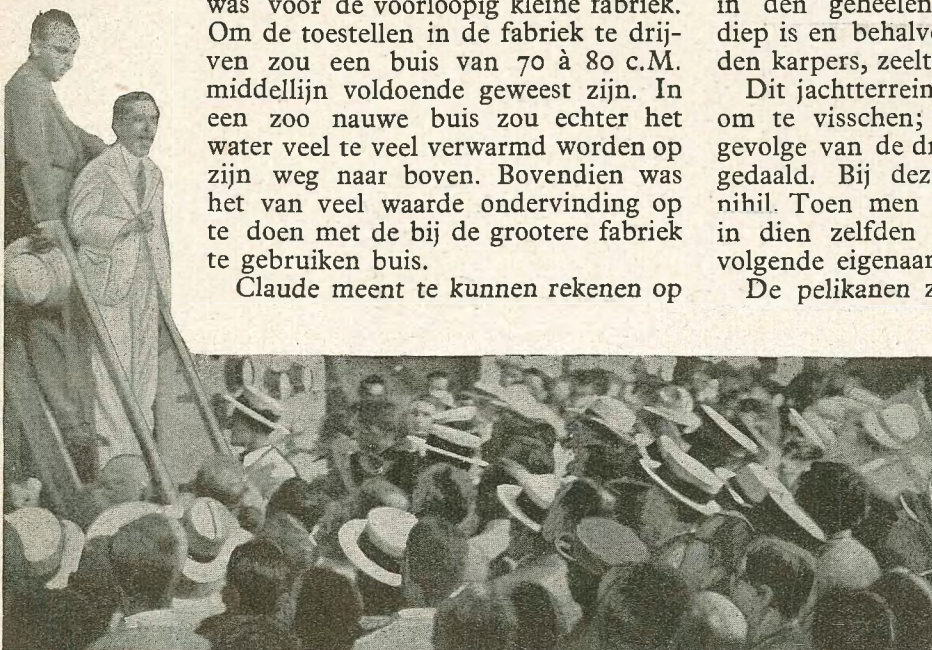 was voor de voorloopig kleine fabriek.
Om de toestellen in de fabriek te drij-
ven zou een buis van 70 à 80 c.M.
middellijn voldoende geweest zijn. In
een zoo nauwe buis zou echter het
water veel te veel verwarmd worden op
zijn weg naar boven. Bovendien was
het van veel waarde ondervinding op
te doen met de bij de grootere fabriek
te gebruiken buis.
Claude meent te kunnen rekenen op
in den geheelen
diep is en behalv
den karpers, zeelt
Dit jachtterrein
om te visschen;
gevolge van de dr
gedaald. Bij dez
nihil. Toen men
in dien zelfden
volgende eigenaar
De pelikanen z